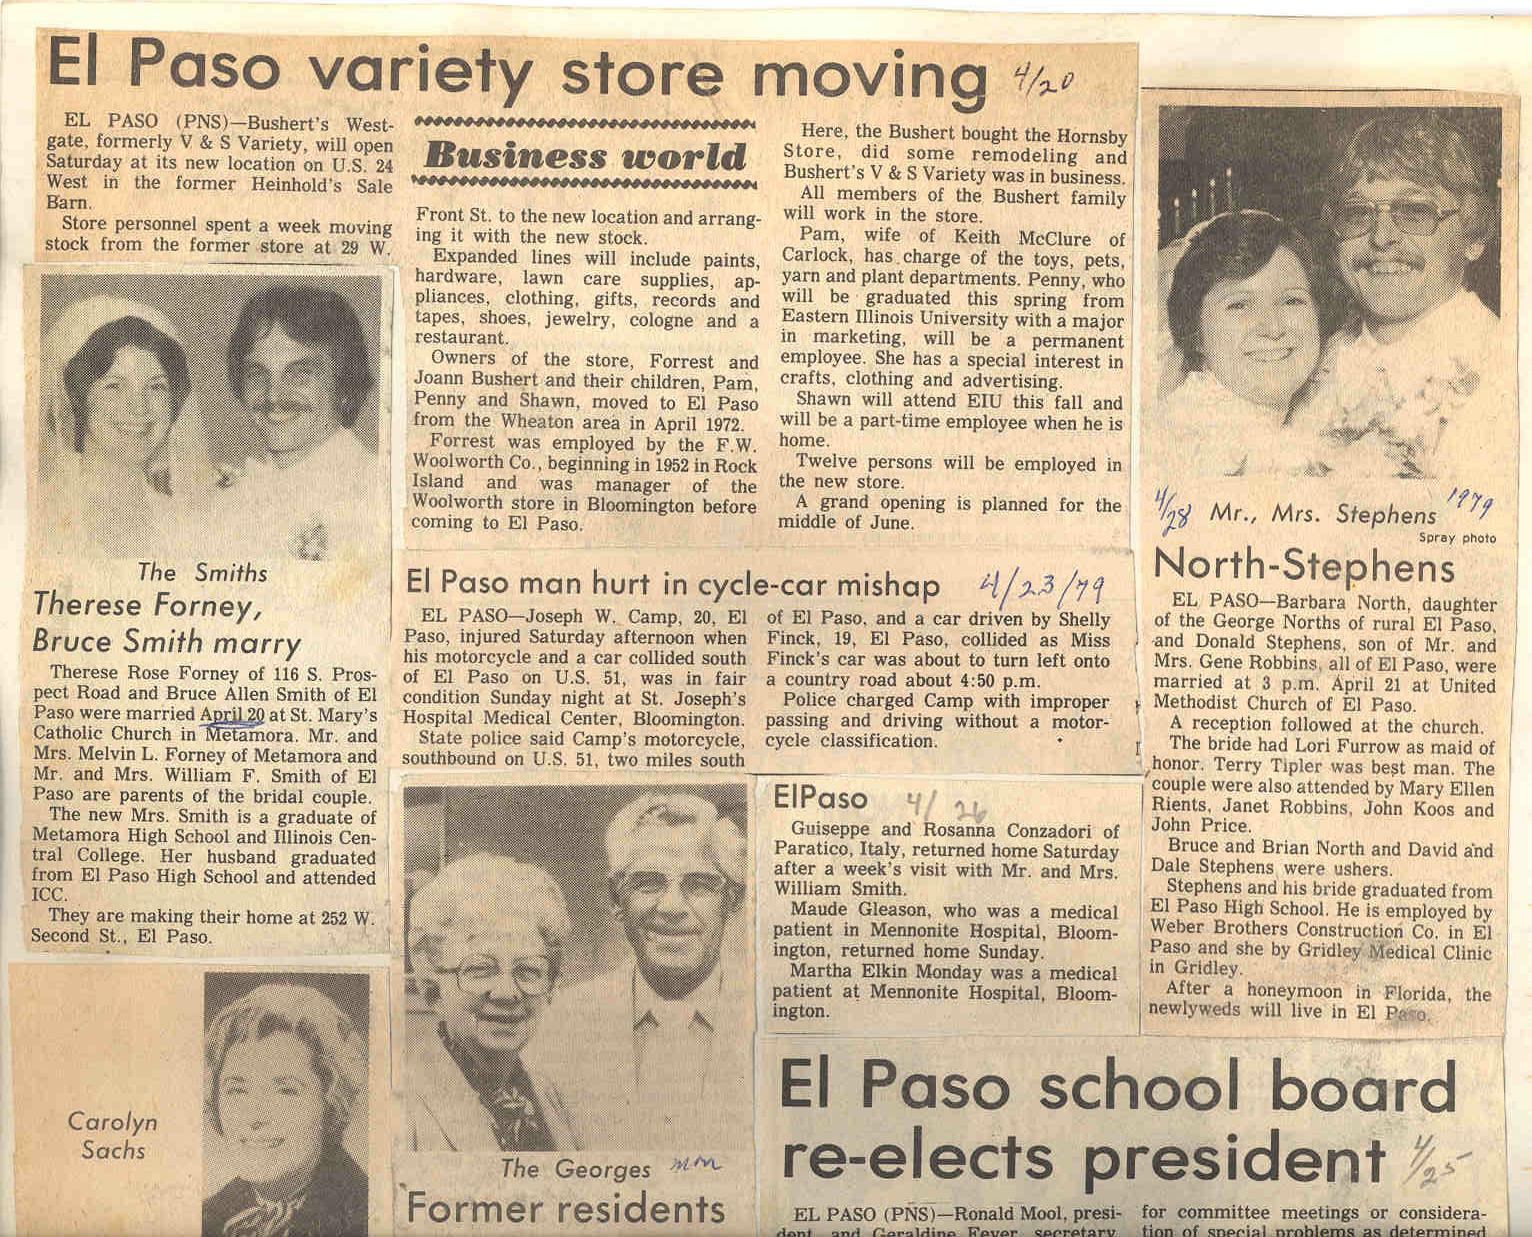 El Paso variety store moving 4/20
EL PASO (PNS)—Bushert's West-
gate, formerly V & S Variety, will open
Saturday at its new location on U.S. 24
West in the former Heinhold's Sale
Barn.
Store personnel spent a week moving
stock from the former store at 29 W.
Business world
Front St. to the new location and arrang-
ing it with the new stock.
Expanded lines will include paints,
hardware, lawn care supplies, ap-
pliances, clothing, gifts, records and
tapes, shoes, jewelry, cologne and a
restaurant.
Owners of the store, Forrest and
Joann Bushert and their children, Pam,
Penny and Shawn, moved to El Paso
from the Wheaton area in April 1972.
Forrest was employed by the F.W.
Woolworth Co., beginning in 1952 in Rock
Island and was manager of the
Woolworth store in Bloomington before
coming to El Paso.
Here, the Bushert bought the Hornsby
Store, did some remodeling and
Bushert's V & S Variety was in business.
All members of the Bushert family
will work in the store.
Pam, wife of Keith McClure of
Carlock, has charge of the toys, pets,
yarn and plant departments. Penny, who
will be graduated this spring from
Eastern Illinois University with a major
in marketing, will be a permanent
employee. She has a special interest in
crafts, clothing and advertising.
Shawn will attend EIU this fall and
will be a part-time employee when he is
home.
Twelve persons will be employed in
the new store.
A grand opening is planned for the
middle of June.
The Smiths
Therese Forney,
Bruce Smith marry
Therese Rose Forney of 116 S. Pros-
pect Road and Bruce Allen Smith of El
Paso were married April 20 at St. Mary's
Catholic Church in Metamora. Mr. and
Mrs. Melvin L. Forney of Metamora and
Mr. and Mrs. William F. Smith of El
Paso are parents of the bridal couple.
The new Mrs. Smith is a graduate of
Metamora High School and Illinois Cen-
tral College. Her husband graduated
from El Paso High School and attended
ICC.
They are making their home at 252 W.
Second St., El Paso.
El Paso man hurt in cycle-car mishap 4/23/79
EL PASO—Joseph W. Camp, 20, El
Paso, injured Saturday afternoon when
his motorcycle and a car collided south
of El Paso on U.S. 51, was in fair
condition Sunday night at St. Joseph's
Hospital Medical Center, Bloomington.
State police said Camp's motorcycle,
southbound on U.S. 51, two miles south
of El Paso, and a car driven by Shelly
Finck, 19, El Paso, collided as Miss
Finck's car was about to turn left onto
a country road about 4:50 p.m.
Police charged Camp with improper
passing and driving without a motor-
cycle classification.
4/28 Mr., Mrs. Stephens 1979
Spray photo
North-Stephens
EL PASO—Barbara North, daughter
of the George Norths of rural El Paso,
and Donald Stephens, son of Mr. and
Mrs. Gene Robbins, all of El Paso, were
married at 3 p.m. April 21 at United
Methodist Church of El Paso.
A reception followed at the church.
The bride had Lori Furrow as maid of
honor. Terry Tipler was best man. The
couple were also attended by Mary Ellen
Rients, Janet Robbins, John Koos and
John Price.
Bruce and Brian North and David and
Dale Stephens were ushers.
Stephens and his bride graduated from
El Paso High School. He is employed by
Weber Brothers Construction Co. in El
Paso and she by Gridley Medical Clinic
in Gridley.
After a honeymoon in Florida, the
newlyweds will live in El Paso.
ElPaso 4/26
Guiseppe and Rosanna Conzadori of
Paratico, Italy, returned home Saturday
after a week's visit with Mr. and Mrs.
William Smith.
Maude Gleason, who was a medical
patient in Mennonite Hospital, Bloom-
ington, returned home Sunday.
Martha Elkin Monday was a medical
patient at Mennonite Hospital, Bloom-
ington.
Carolyn
Sachs
The Georges
Former residents
El Paso school board
re-elects president 4/25
EL PASO (PNS)—Ronald Mool, presi-
dent, and Geraldine Feyer, secretary
for committee meetings or considera-
tion of special problems as determined